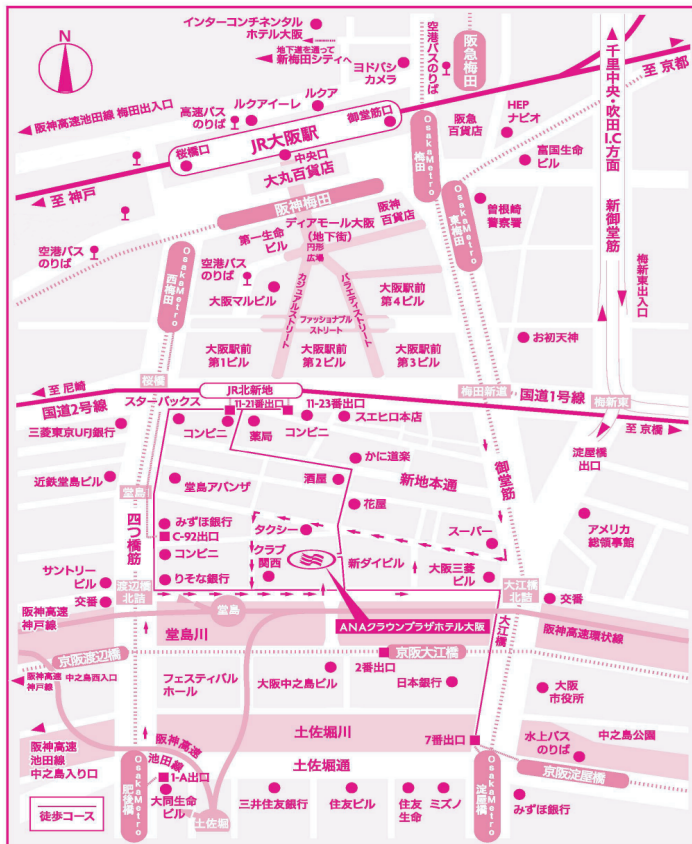 インターコンチネンタル
ホテル大阪
地下道を通って
新梅田シティへ
N
ヨドバシ
カメラ
空港バスのりば
阪急梅田
千里中央・吹田I.C方面
新御堂筋
至 京都
阪神高速池田線 梅田出入口
高速バス
のりば
ルクアイーレ
ルクア
御堂筋口
JR大阪駅
桜橋口
中央口
大丸百貨店
阪急
百貨店
HEP
ナビオ
富国生命
ビル
Osaka Metro
梅田
Osaka Metro
東梅田
至 神戸
阪神梅田
阪神
百貨店
曽根崎
警察署
第一生命
ビル
ディアモール大阪
(地下街)
円形
広場
空港バス
のりば
空港バス
のりば
Osaka Metro
西梅田
大阪マルビル
カジュアルストリート
バラエティストリート
大阪駅前
第4ビル
ファッショナブル
ストリート
梅新東出入口
お初天神
大阪駅前
第1ビル
大阪駅前
第2ビル
大阪駅前
第3ビル
至 尼崎
桜橋
JR北新地
梅田新道
梅新東
国道2号線
国道1号線
スターバックス
11-21番出口
11-23番出口
スエヒロ本店
至 京橋
三菱東京UFJ銀行
コンビニ
薬局
コンビニ
淀屋橋
出口
かに道楽
御堂筋
近鉄堂島ビル
堂島
堂島アバンザ
酒屋
新地本通
花屋
四つ橋筋
みずほ銀行
C-92出口
タクシー
スーパー
アメリカ
総領事館
コンビニ
クラブ
関西
新ダイビル
サントリー
ビル
渡辺橋
北詰
りそな銀行
大阪三菱
ビル
大江橋
北詰
交番
交番
阪神高速
神戸線
堂島
ANAクラウンプラザホテル大阪
堂島川
大江橋
阪神高速環状線
京阪渡辺橋
京阪大江橋
2番出口
阪神高速
神戸線
中之島西入口
フェスティバル
ホール
大阪中之島ビル
日本銀行
大阪
市役所
土佐堀川
7番出口
中之島公園
水上バス
のりば
阪神高速
池田線
中之島入り口
阪神高速
池田線
土佐堀通
京阪淀屋橋
Osaka Metro
肥後橋
1-A出口
大同生命
ビル
土佐堀
三井住友銀行
住友ビル
住友
生命
ミズノ
Osaka Metro
淀屋橋
みずほ銀行
徒歩コース